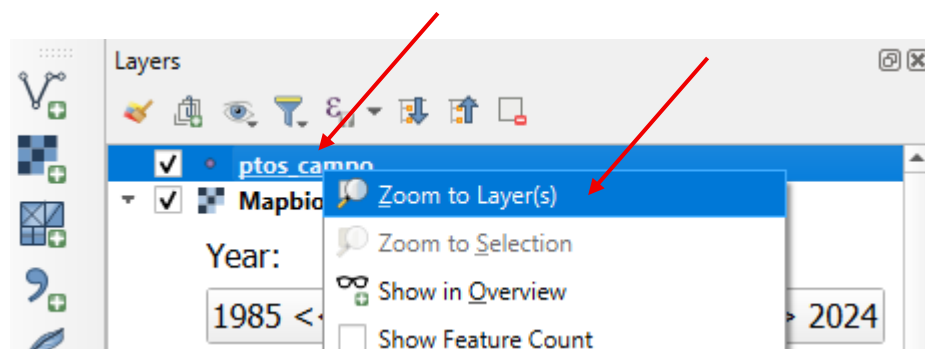 Layers
ptos_campo
Mapbio
Zoom to Layer(s)
Zoom to Selection
Year:
Show in Overview
1985 <
> 2024
Show Feature Count